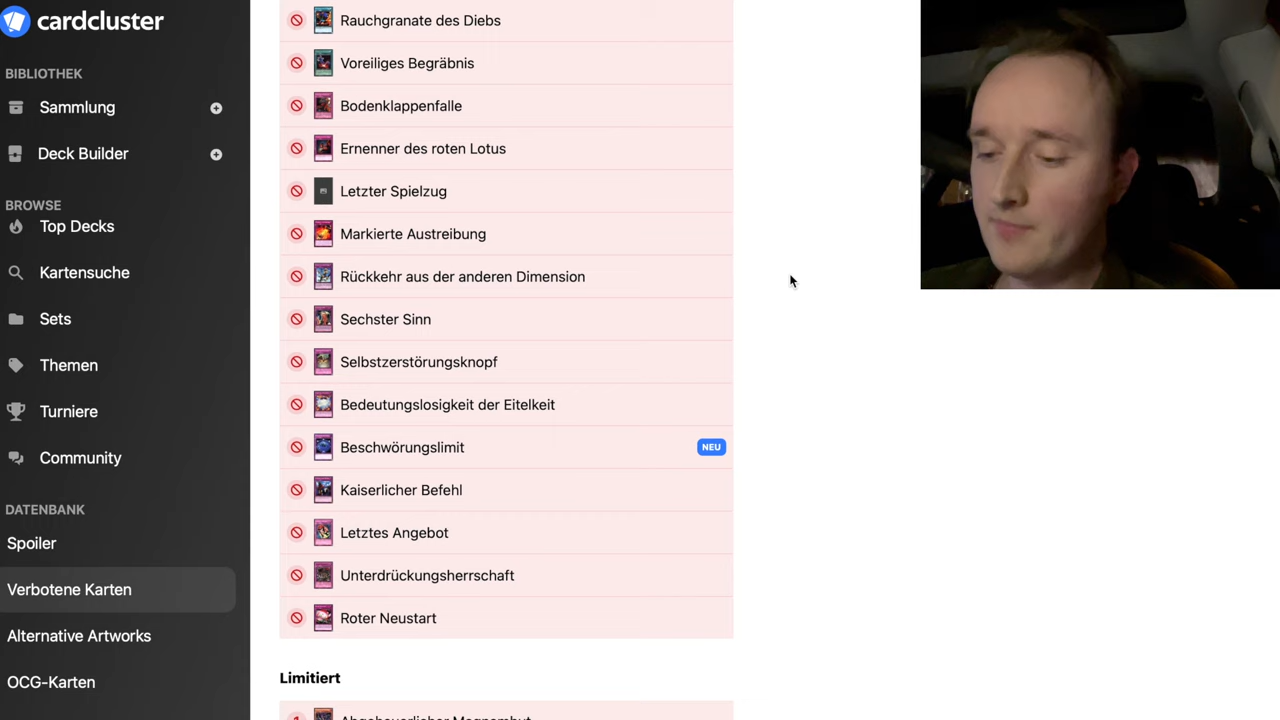 cardcluster
BIBLIOTHEK
Sammlung
Deck Builder
BROWSE
Top Decks
Kartensuche
Sets
Themen
Turniere
Community
DATENBANK
Spoiler
Verbotene Karten
Alternative Artworks
OCG-Karten
Rauchgranate des Diebs
Voreiliges Begräbnis
Bodenklappenfalle
Ernenner des roten Lotus
Letzter Spielzug
Markierte Austreibung
Rückkehr aus der anderen Dimension
Sechster Sinn
Selbstzerstörungsknopf
Bedeutungslosigkeit der Eitelkeit
Beschwörungslimit NEU
Kaiserlicher Befehl
Letztes Angebot
Unterdrückungsherrschaft
Roter Neustart
Limitiert